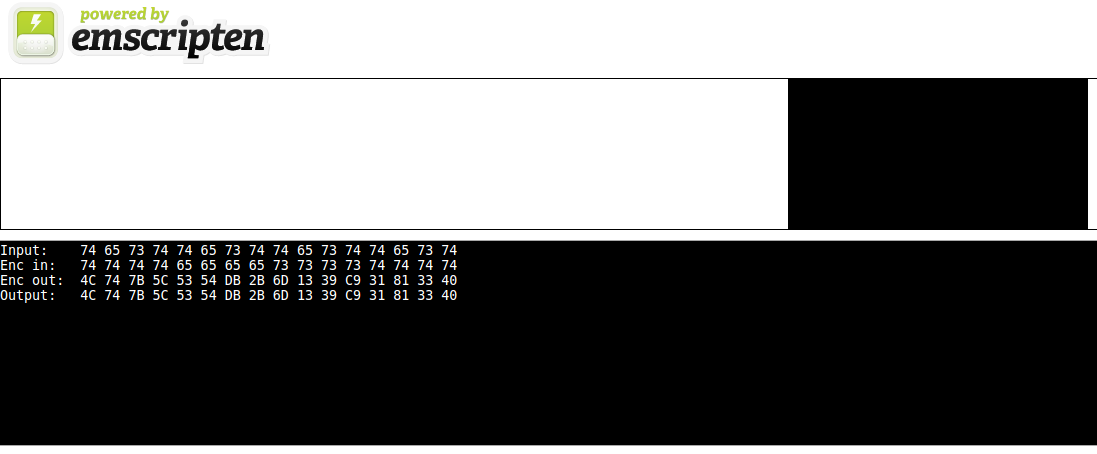 powered by
emscripten
Input: 74 65 73 74 74 65 73 74 74 65 73 74 74 65 73 74
Enc in: 74 74 74 74 65 65 65 65 73 73 73 73 74 74 74 74
Enc out: 4C 74 7B 5C 53 54 DB 2B 6D 13 39 C9 31 81 33 40
Output: 4C 74 7B 5C 53 54 DB 2B 6D 13 39 C9 31 81 33 40